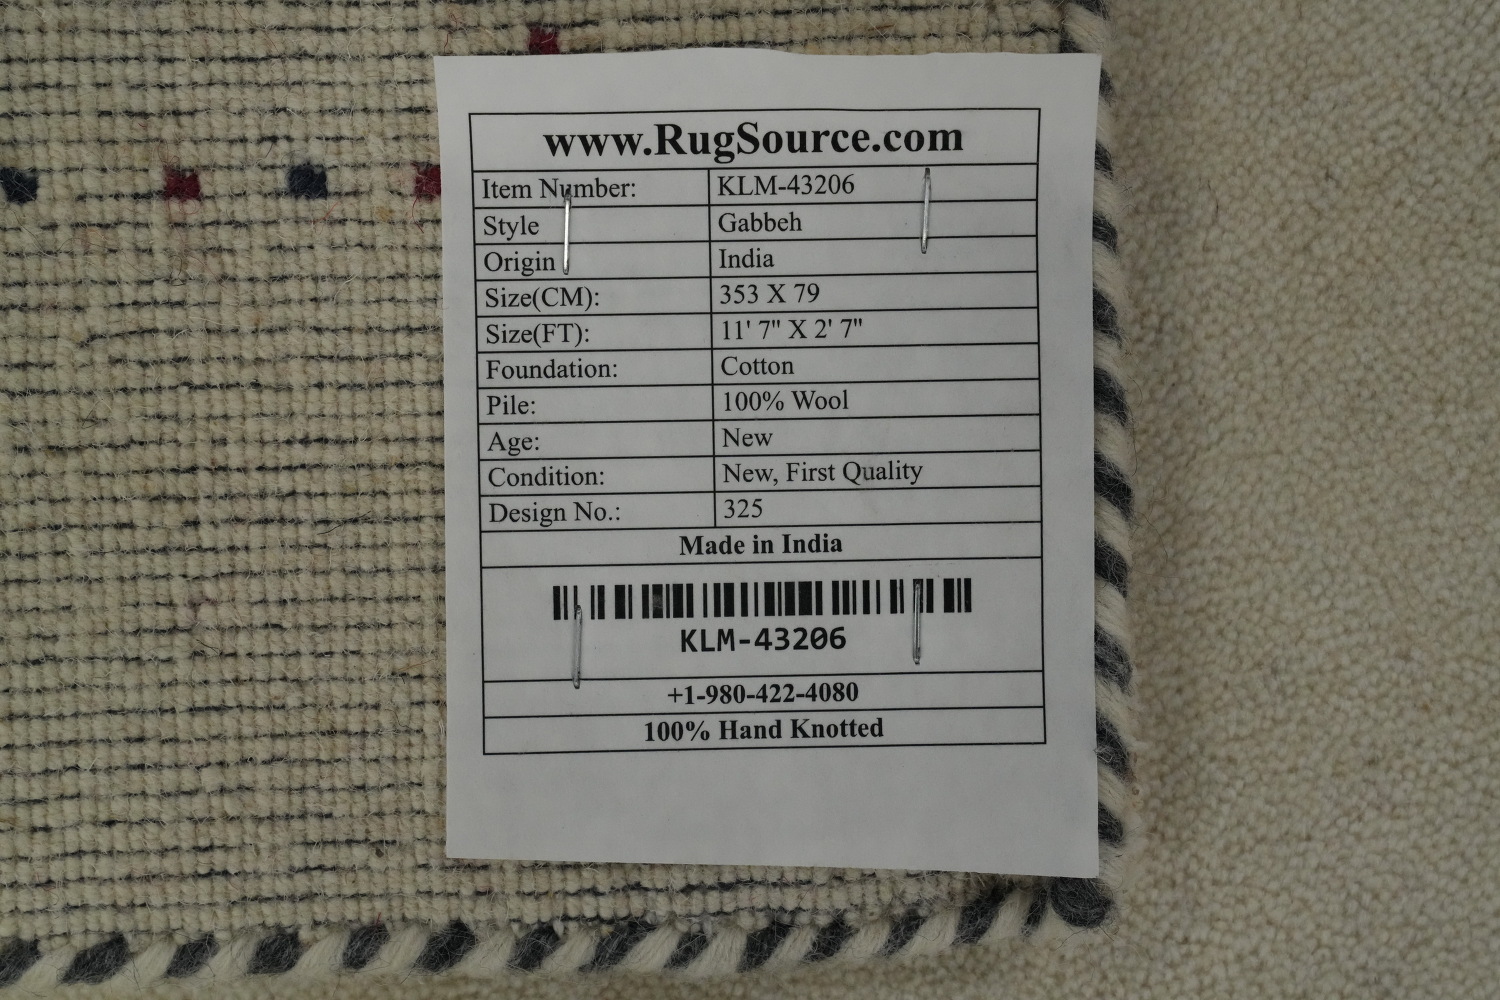 www.RugSource.com
Item Number: KLM-43206
Style Gabbeh
Origin India
Size(CM): 353 X 79
Size(FT): 11' 7" X 2' 7"
Foundation: Cotton
Pile: 100% Wool
Age: New
Condition: New, First Quality
Design No.: 325
Made in India
KLM-43206
+1-980-422-4080
100% Hand Knotted